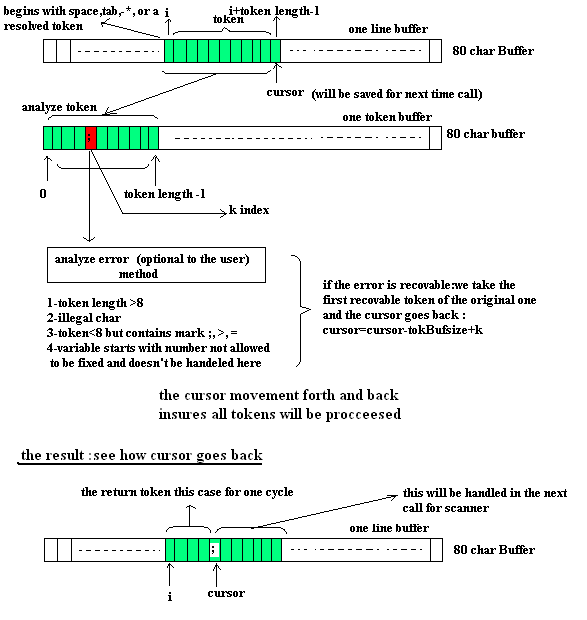 begins with space,tab,-*, or a
resolved token
i
i+token length-1
token
one line buffer
80 char Buffer
cursor (will be saved for next time call)
analyze token
one token buffer
80 char buffer
;
0
token length -1
k index
analyze error (optional to the user)
method
1-token length >8
2-illegal char
3-token<8 but contains mark ;, >, =
4-variable starts with number not allowed
to be fixed and doesn't be handeled here
if the error is recovable:we take the
first recovable token of the original one
and the cursor goes back :
cursor=cursor-tokBufsize+k
the cursor movement forth and back
insures all tokens will be procceesed
the result :see how cursor goes back
the return token this case for one cycle
this will be handled in the next
call for scanner
one line buffer
;
80 char Buffer
i
cursor